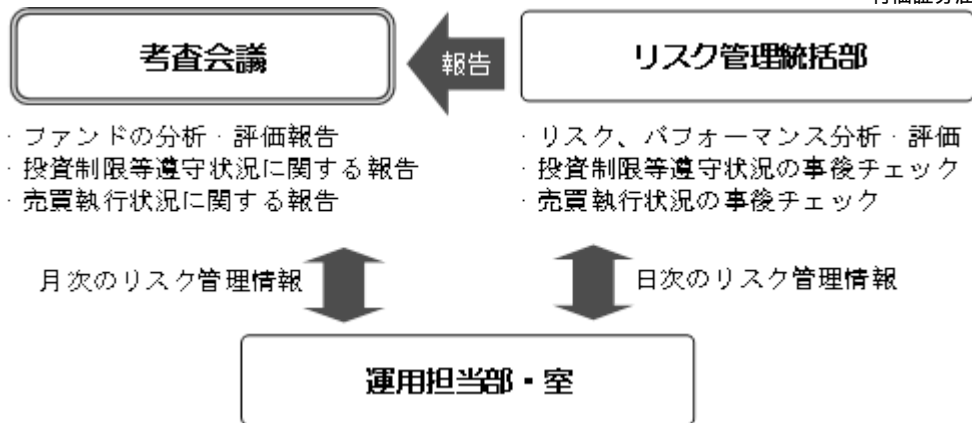 考査会議
報告
リスク管理統括部
・ファンドの分析・評価報告
・投資制限等遵守状況に関する報告
・売買執行状況に関する報告
・リスク、パフォーマンス分析・評価
・投資制限等遵守状況の事後チェック
・売買執行状況の事後チェック
月次のリスク管理情報
日次のリスク管理情報
運用担当部・室